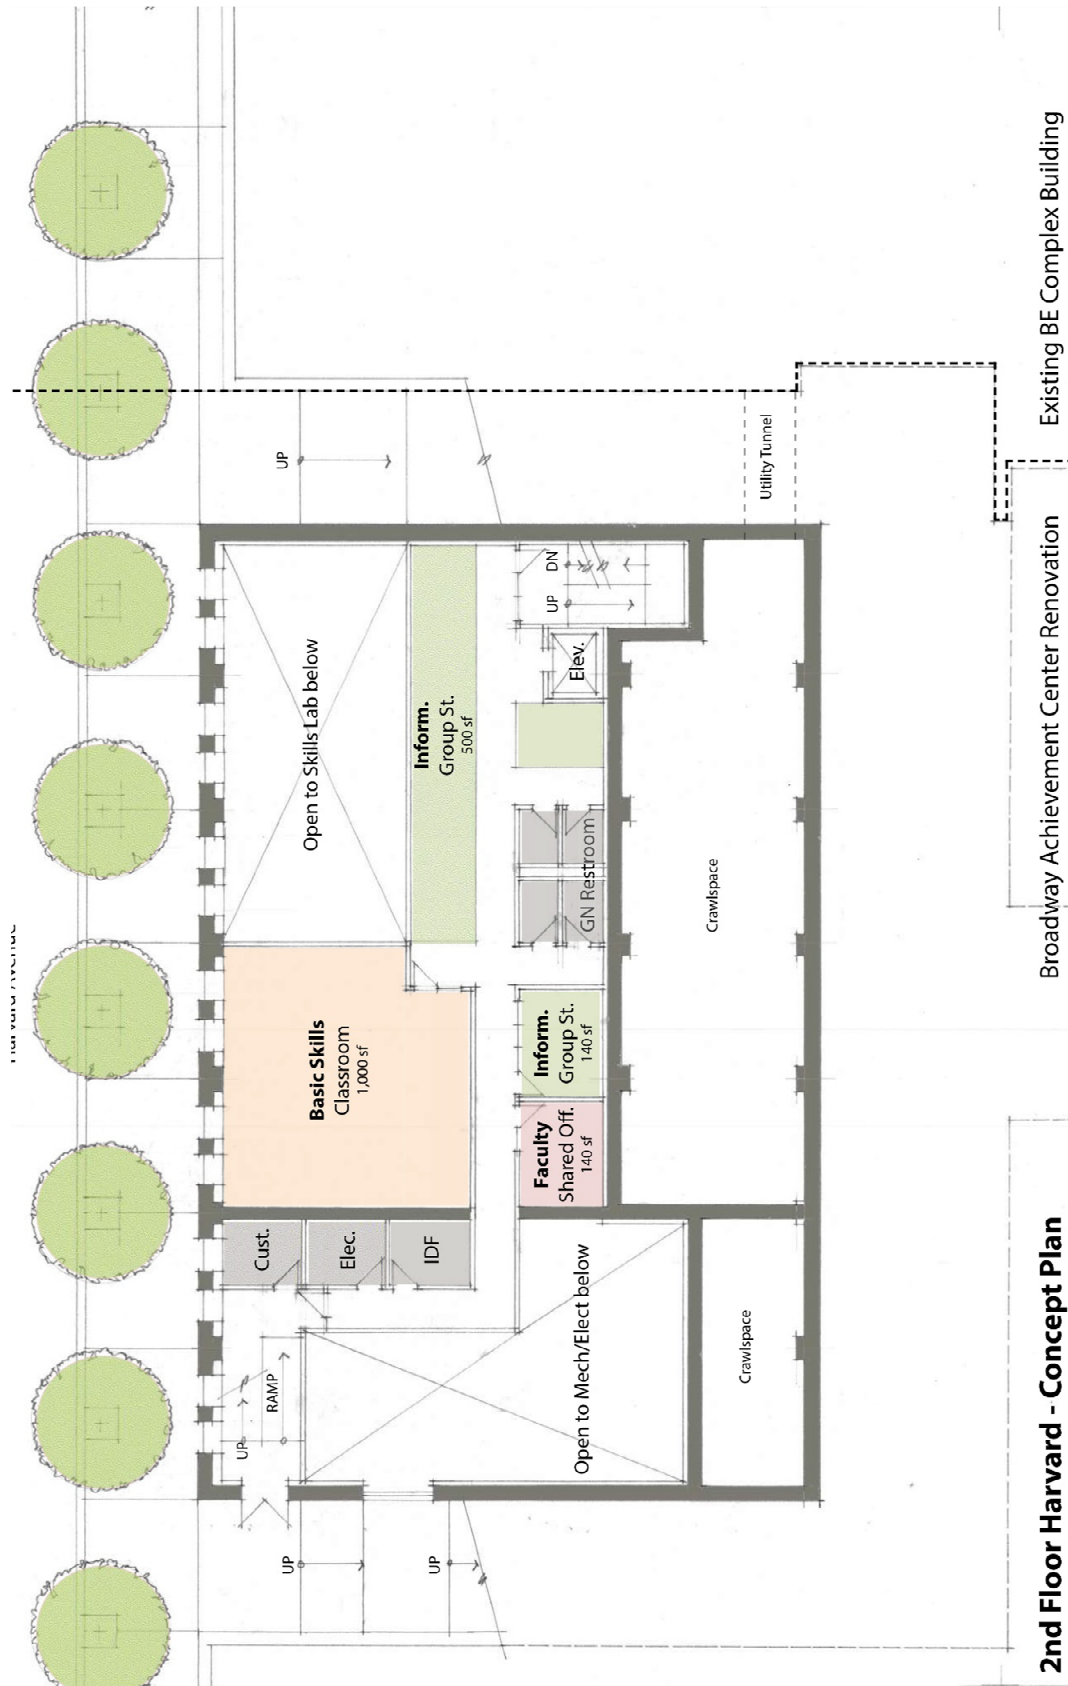 Harvard Avenue
UP
Utility Tunnel
Open to Skills Lab below
Inform.
Group St.
500 sf
DN
UP
Elev.
GN Restroom
Crawlspace
Basic Skills
Classroom
1,000 sf
Inform.
Group St.
140 sf
Faculty
Shared Off.
140 sf
Cust.
Elec.
IDF
RAMP
UP
Open to Mech/Elect below
Crawlspace
UP
UP
2nd Floor Harvard - Concept Plan
Broadway Achievement Center Renovation
Existing BE Complex Building